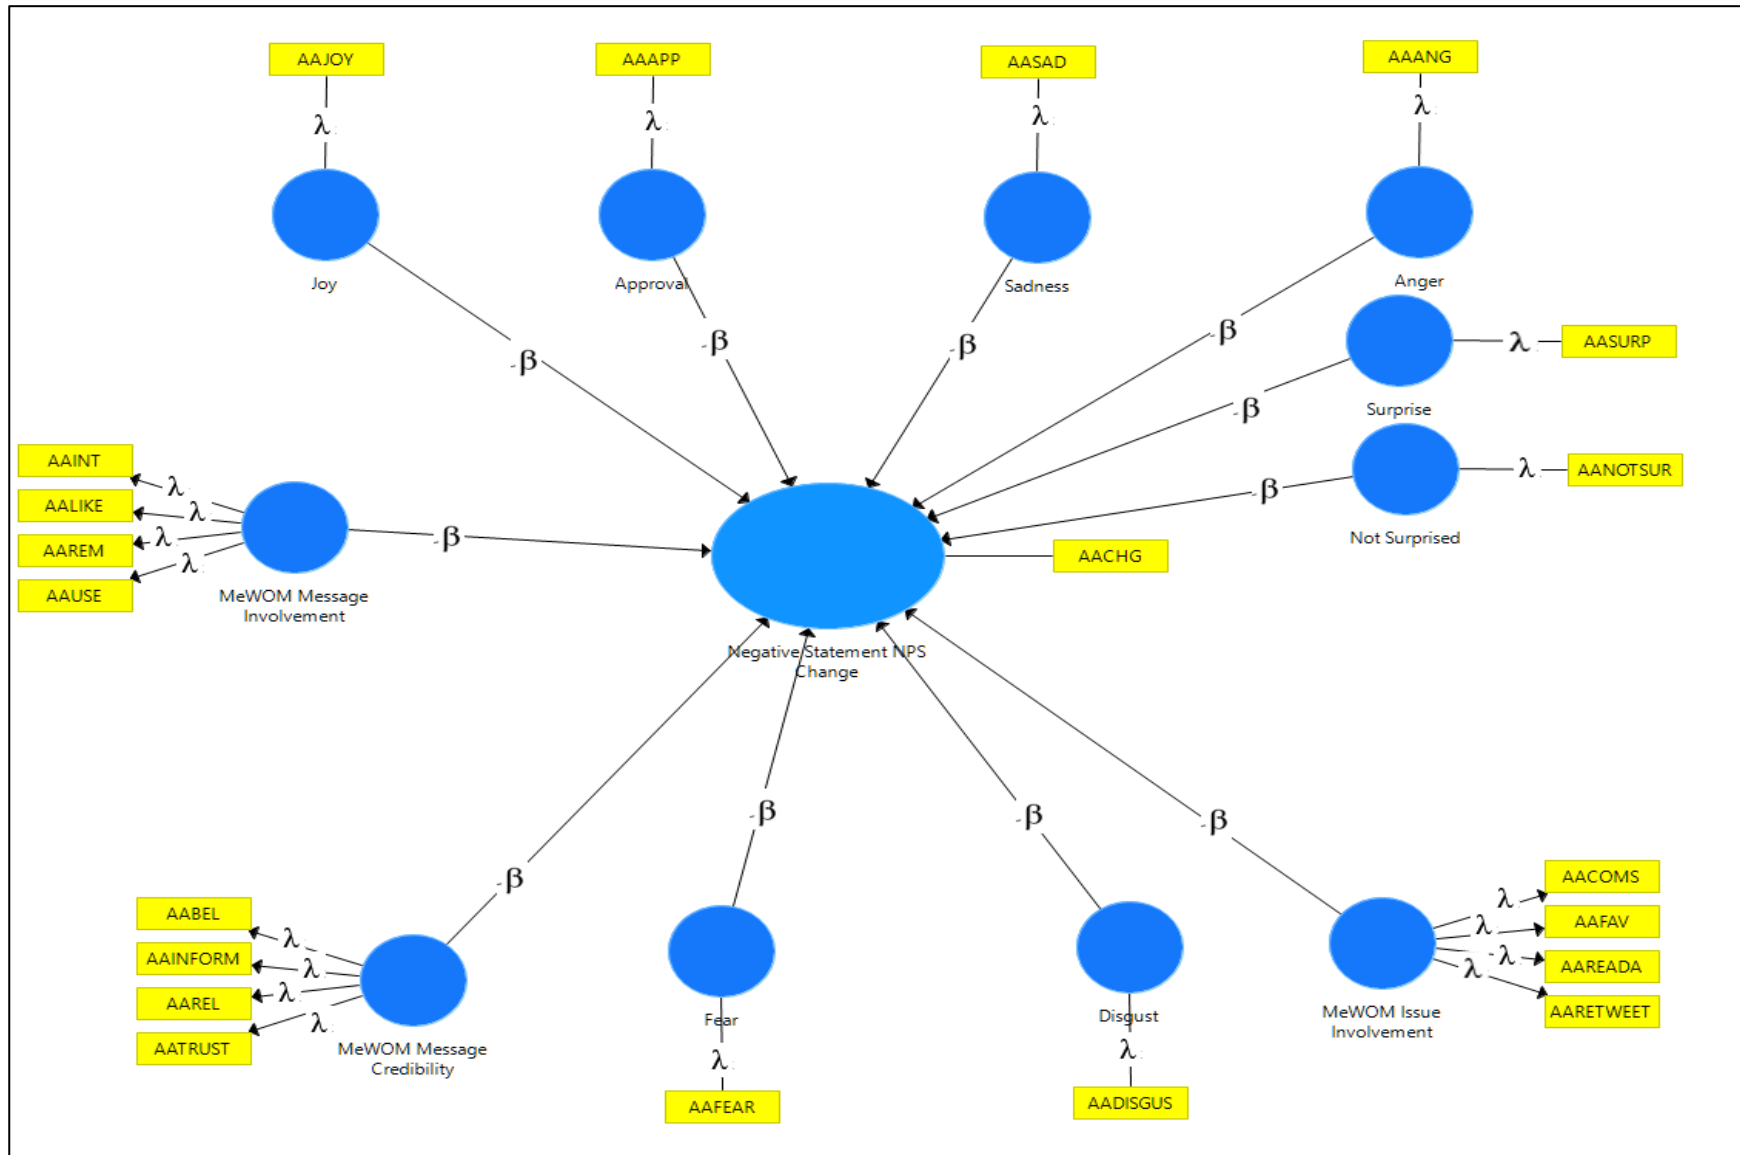 AAJOY
AAAPP
AASAD
AAANG
λ
λ
λ
λ
Joy
Approval
Sadness
Anger
-β
-β
-β
-β
Surprise
λ
AASURP
-β
Not Surprised
λ
AANOTSUR
-β
AAINT
AALIKE
AAREM
AAUSE
λ
λ
λ
λ
MeWOM Message
Involvement
-β
AACHG
Negative Statement NPS
Change
-β
-β
-β
-β
AABEL
AAINFORM
AAREL
AATRUST
λ
λ
λ
λ
MeWOM Message
Credibility
Fear
λ
AAFEAR
Disgust
λ
AADISGUS
MeWOM Issue
Involvement
λ
λ
-λ
λ
AACOMS
AAFAV
AAREADA
AARETWEET